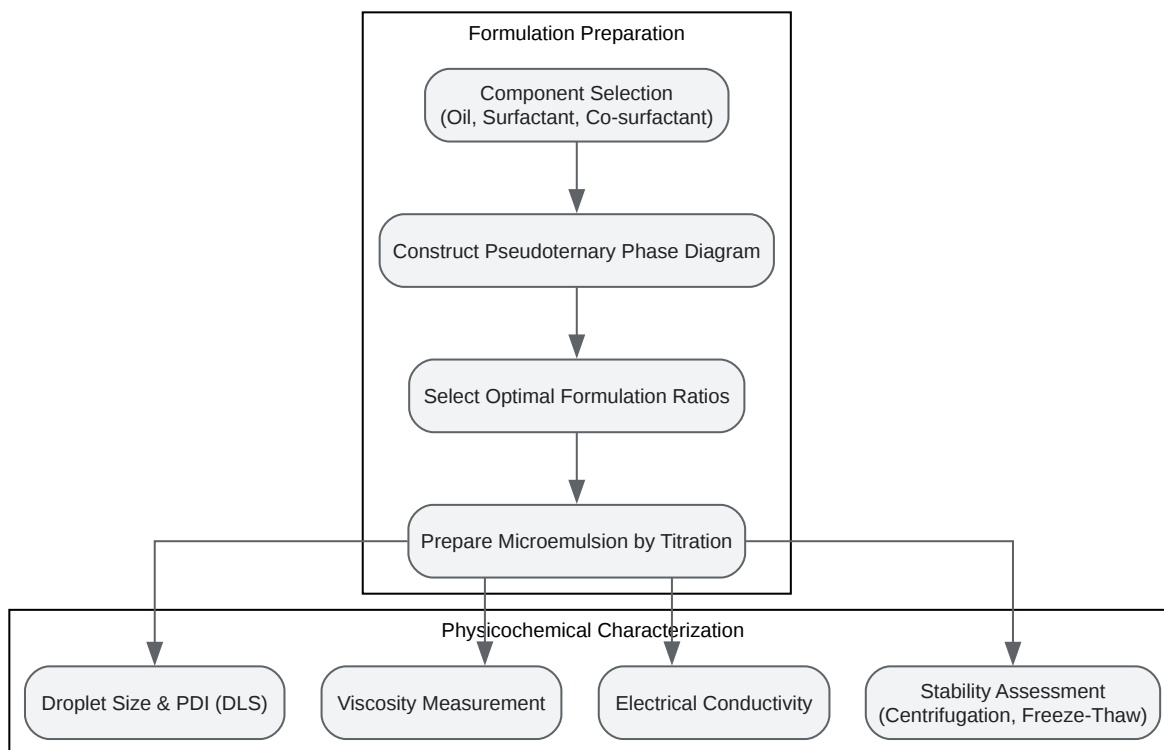 Formulation Preparation
Component Selection
(Oil, Surfactant, Co-surfactant)
Construct Pseudoternary Phase Diagram
Select Optimal Formulation Ratios
Prepare Microemulsion by Titration
Physicochemical Characterization
Droplet Size & PDI (DLS)
Viscosity Measurement
Electrical Conductivity
Stability Assessment
(Centrifugation, Freeze-Thaw)